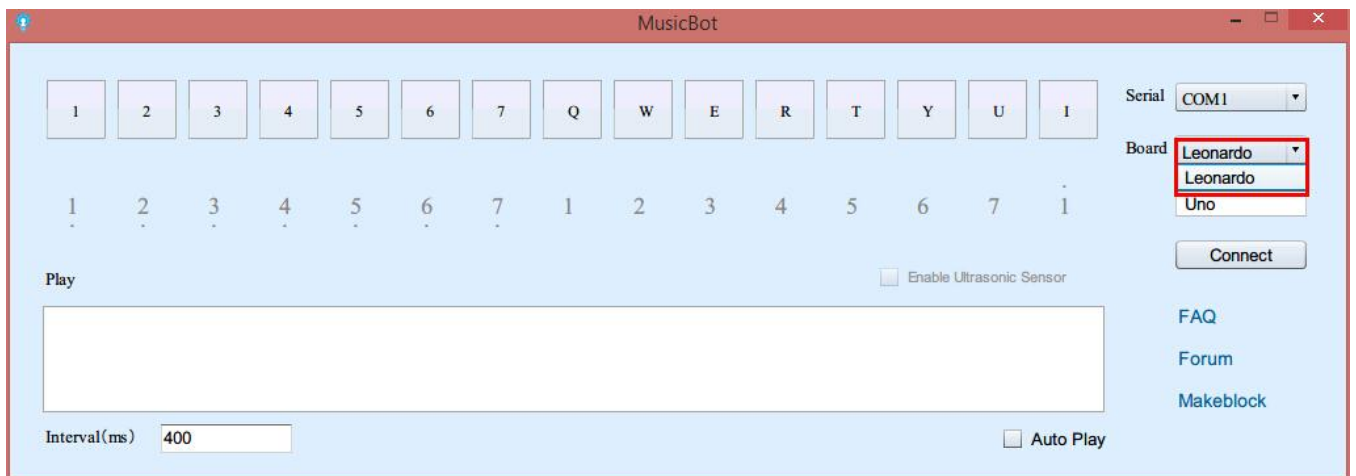 MusicBot
1 2 3 4 5 6 7 Q W E R T Y U I
Serial COM1
Board Leonardo
Leonardo
Uno
1 2 3 4 5 6 7 1 2 3 4 5 6 7 1
Connect
Play
Enable Ultrasonic Sensor
FAQ
Forum
Makeblock
Interval(ms) 400
Auto Play